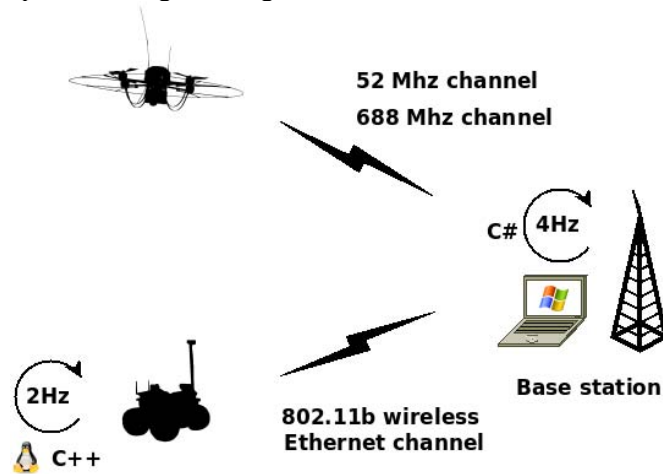 52 Mhz channel
688 Mhz channel
C#
4Hz
Base station
2Hz
C++
802.11b wireless
Ethernet channel